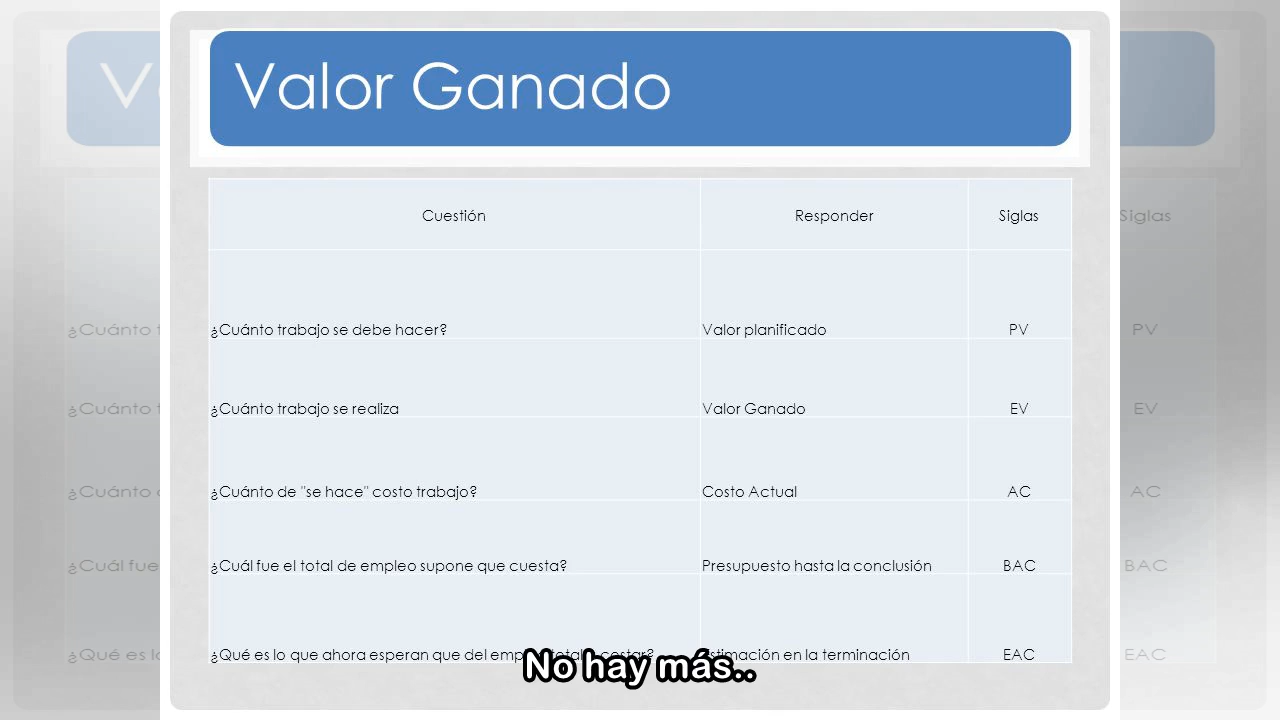 Valor Ganado
Cuestión Responder Siglas
¿Cuánto trabajo se debe hacer? Valor planificado PV
¿Cuánto trabajo se realiza Valor Ganado EV
¿Cuánto de "se hace" costo trabajo? Costo Actual AC
¿Cuál fue el total de empleo supone que cuesta? Presupuesto hasta la conclusión BAC
¿Qué es lo que ahora esperan que del total costar? Estimación en la terminación EAC
No hay más..